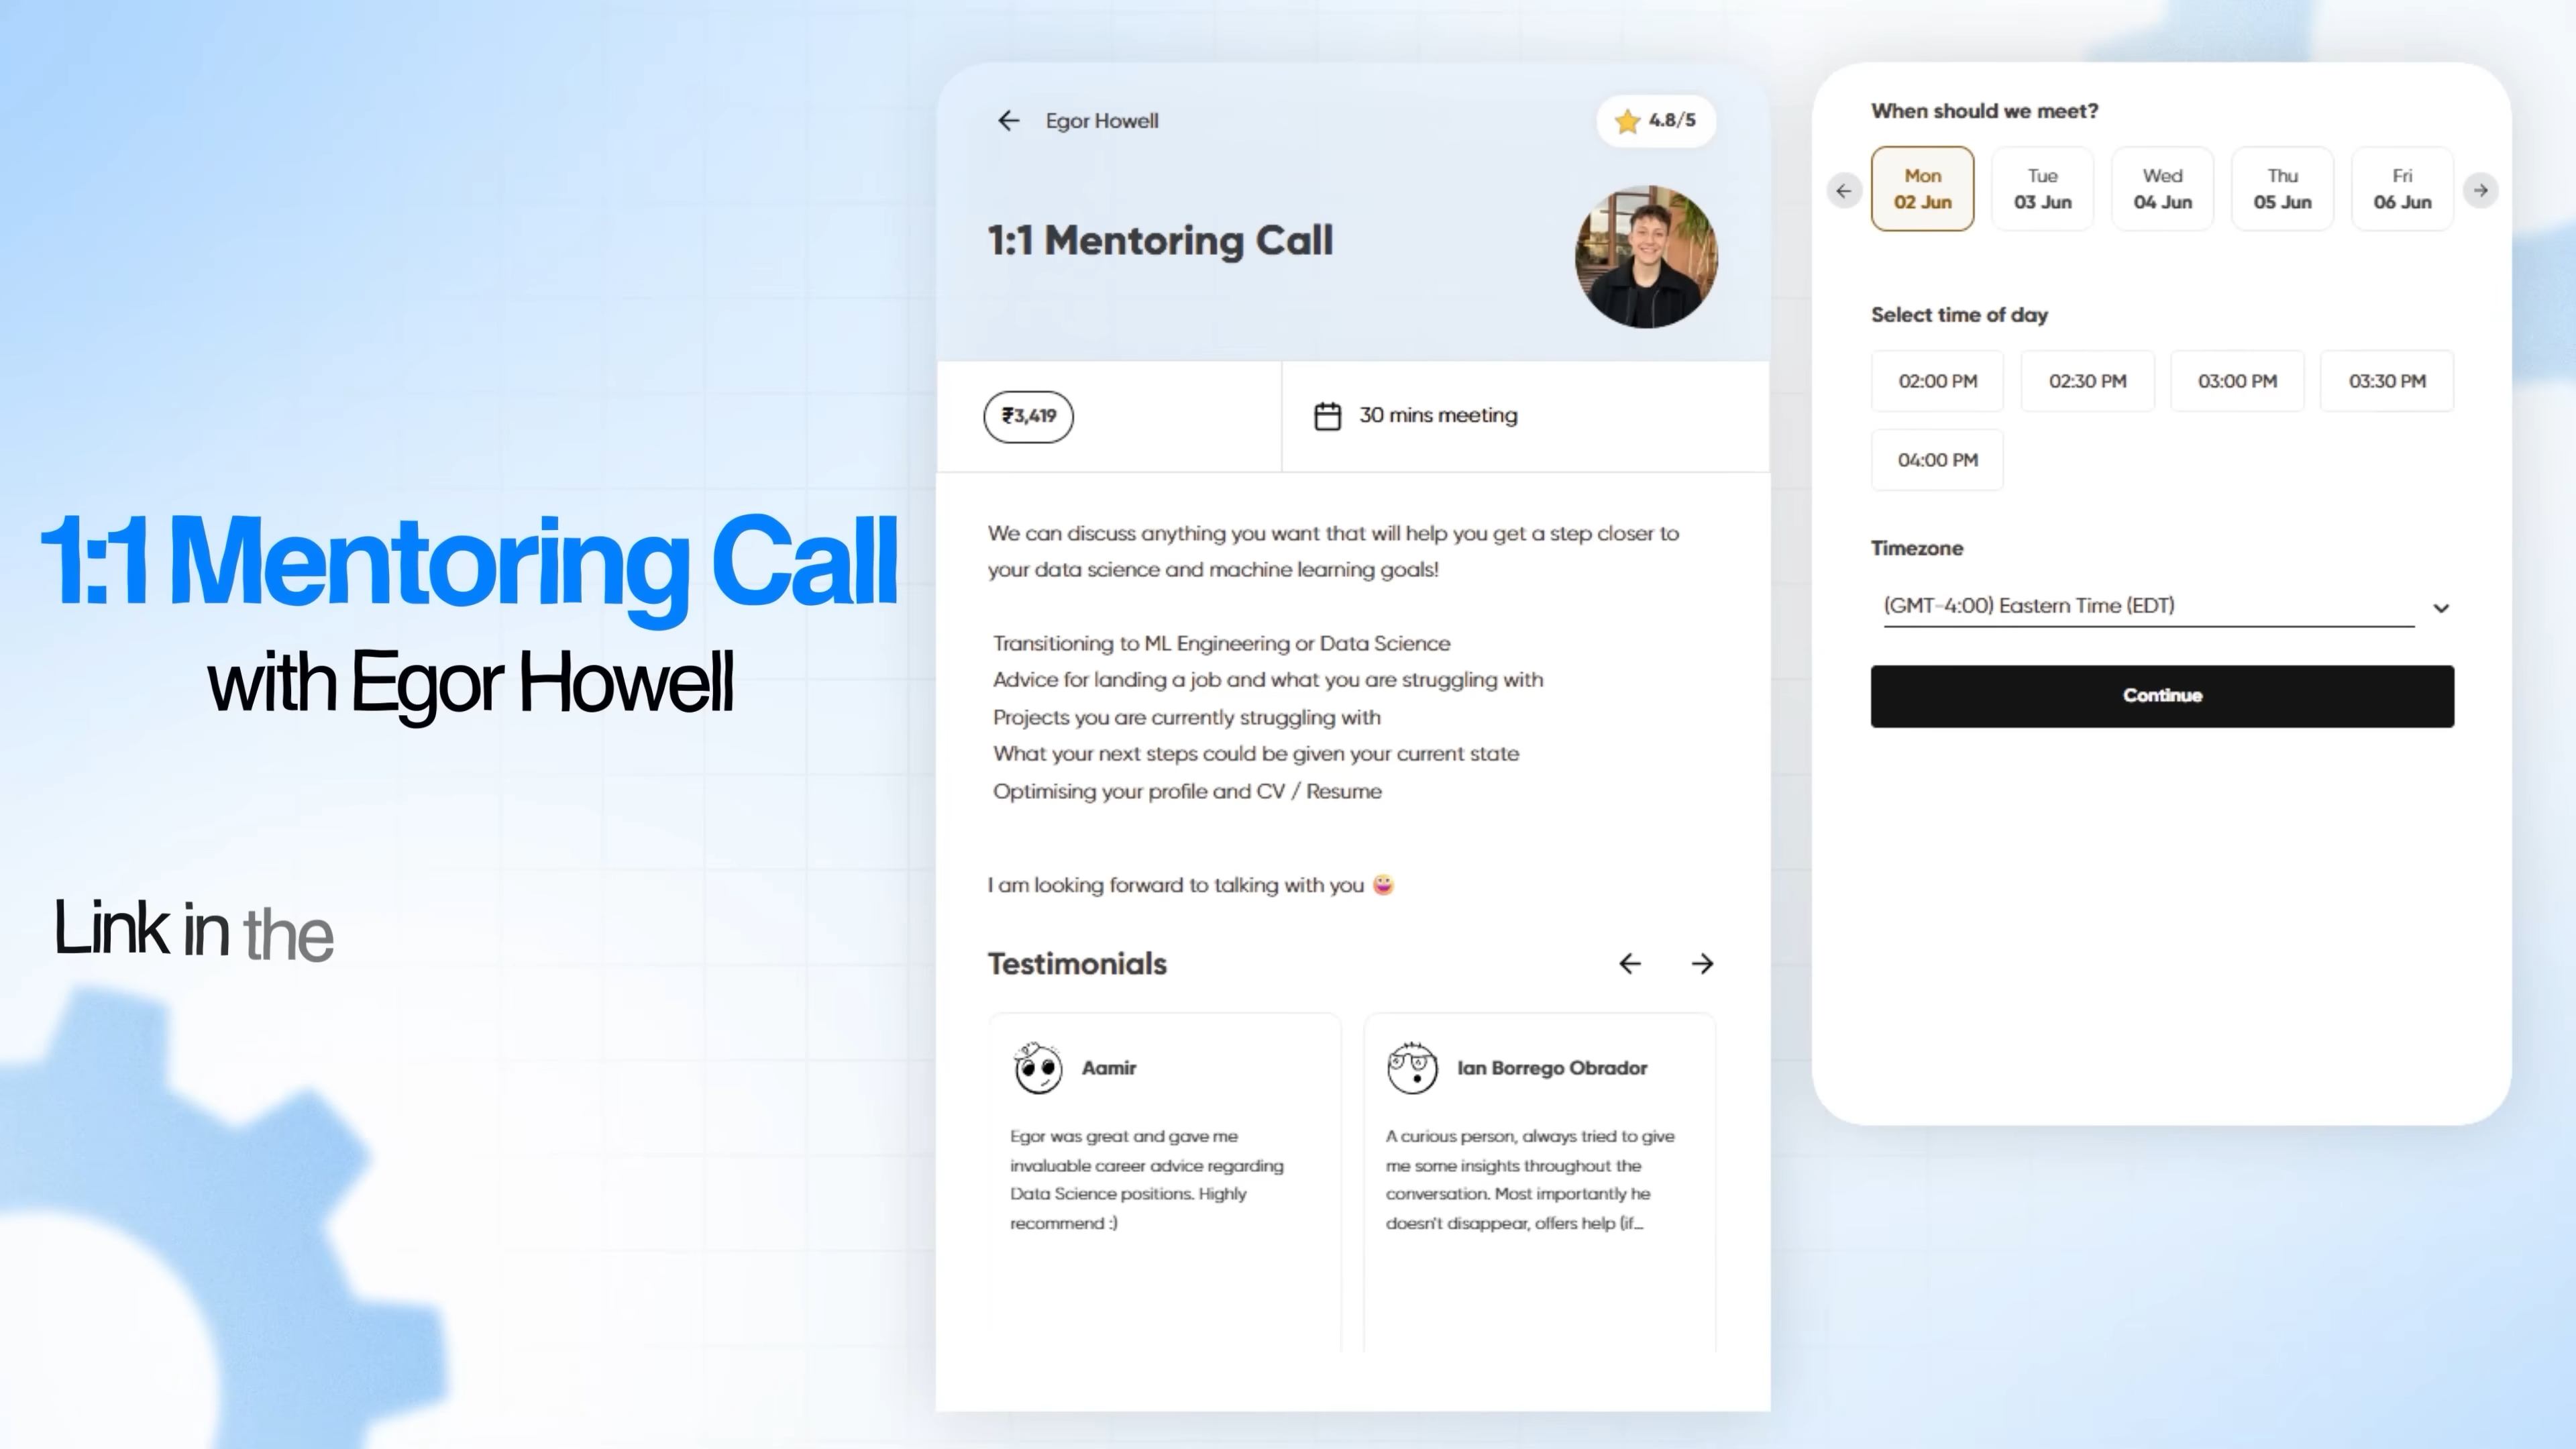 1:1 Mentoring Call
with Egor Howell
Link in the
Egor Howell
4.8/5
1:1 Mentoring Call
₹3,419
30 mins meeting
We can discuss anything you want that will help you get a step closer to
your data science and machine learning goals!
Transitioning to ML Engineering or Data Science
Advice for landing a job and what you are struggling with
Projects you are currently struggling with
What your next steps could be given your current state
Optimising your profile and CV / Resume
I am looking forward to talking with you 😀
Testimonials
Aamir
Egor was great and gave me
invaluable career advice regarding
Data Science positions. Highly
recommend :)
Ian Borrego Obrador
A curious person, always tried to give
me some insights throughout the
conversation. Most importantly he
doesn't disappear, offers help (if...
When should we meet?
Mon
02 Jun
Tue
03 Jun
Wed
04 Jun
Thu
05 Jun
Fri
06 Jun
Select time of day
02:00 PM
02:30 PM
03:00 PM
03:30 PM
04:00 PM
Timezone
(GMT-4:00) Eastern Time (EDT)
Continue